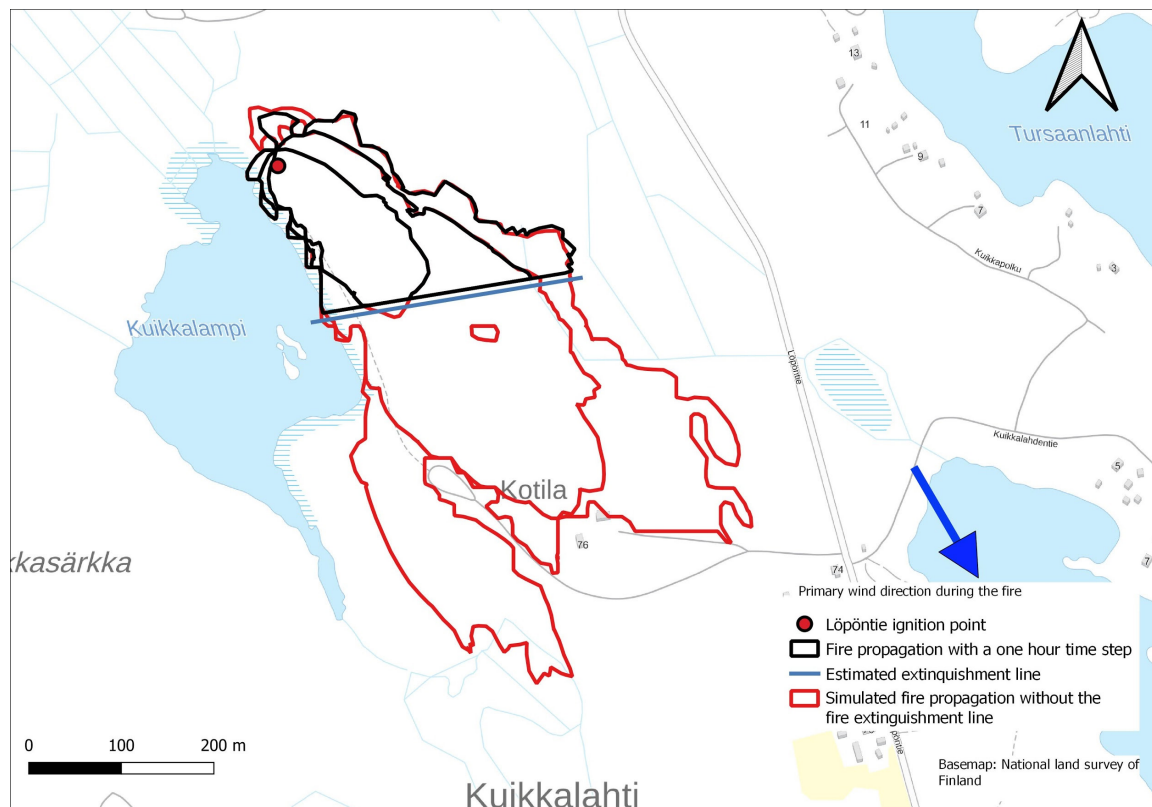 13
Tursaanlahti
11
9
7
Kuikkapolku
3
Kuikkalampi
Löpöntie
Kuikkalahdentie
5
Kotila
76
kkasärkka
74
7
Primary wind direction during the fire
Löpöntie ignition point
Fire propagation with a one hour time step
Estimated extinquishment line
Simulated fire propagation without the
fire extinguishment line
0 100 200 m
pöntie
Basemap: National land survey of
Finland
Kuikkalahti